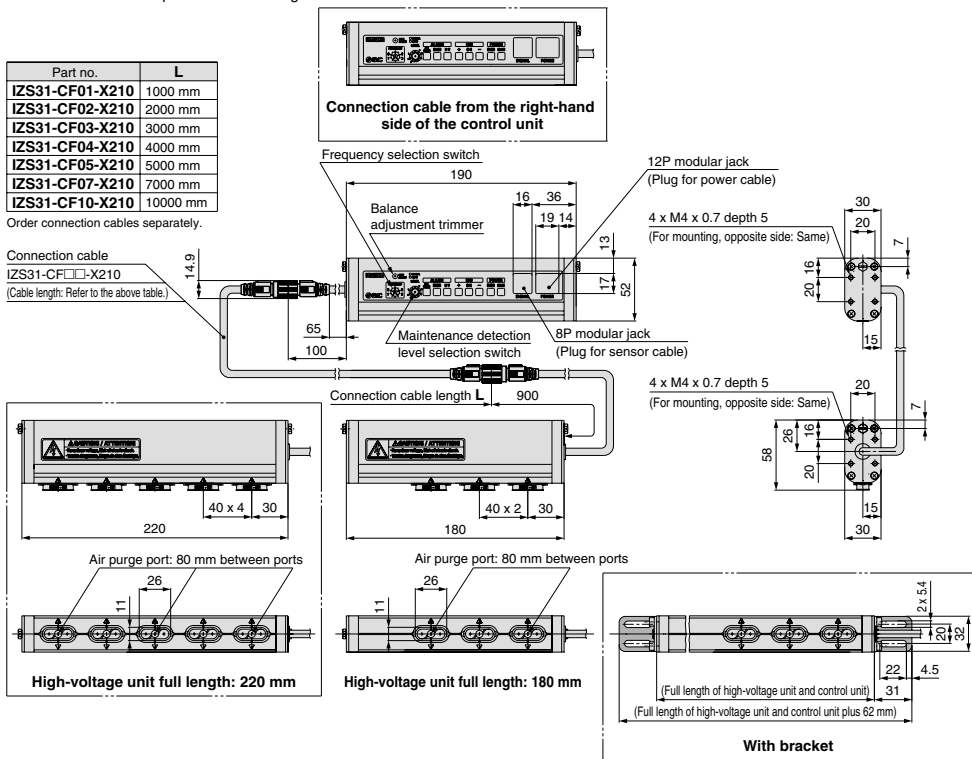 Connection cable from the right-hand
side of the control unit
Part no. L
IZS31-CF01-X210 1000 mm
IZS31-CF02-X210 2000 mm
IZS31-CF03-X210 3000 mm
IZS31-CF04-X210 4000 mm
IZS31-CF05-X210 5000 mm
IZS31-CF07-X210 7000 mm
IZS31-CF10-X210 10000 mm
Order connection cables separately.
Frequency selection switch
190
12P modular jack
(Plug for power cable)
16
36
19
14
Balance
adjustment trimmer
13
17
52
Connection cable
IZS31-CF□□-X210
(Cable length: Refer to the above table.)
14.9
65
100
Maintenance detection
level selection switch
8P modular jack
(Plug for sensor cable)
4 x M4 x 0.7 depth 5
(For mounting, opposite side: Same)
30
20
7
16
20
15
Connection cable length L
900
4 x M4 x 0.7 depth 5
(For mounting, opposite side: Same)
20
7
16
26
58
20
15
30
CAUTION / ATTENTION
40 x 4
30
220
Air purge port: 80 mm between ports
26
11
High-voltage unit full length: 220 mm
CAUTION / ATTENTION
40 x 2
30
180
Air purge port: 80 mm between ports
26
11
High-voltage unit full length: 180 mm
2 x 5.4
20
32
22
4.5
(Full length of high-voltage unit and control unit)
31
(Full length of high-voltage unit and control unit plus 62 mm)
With bracket